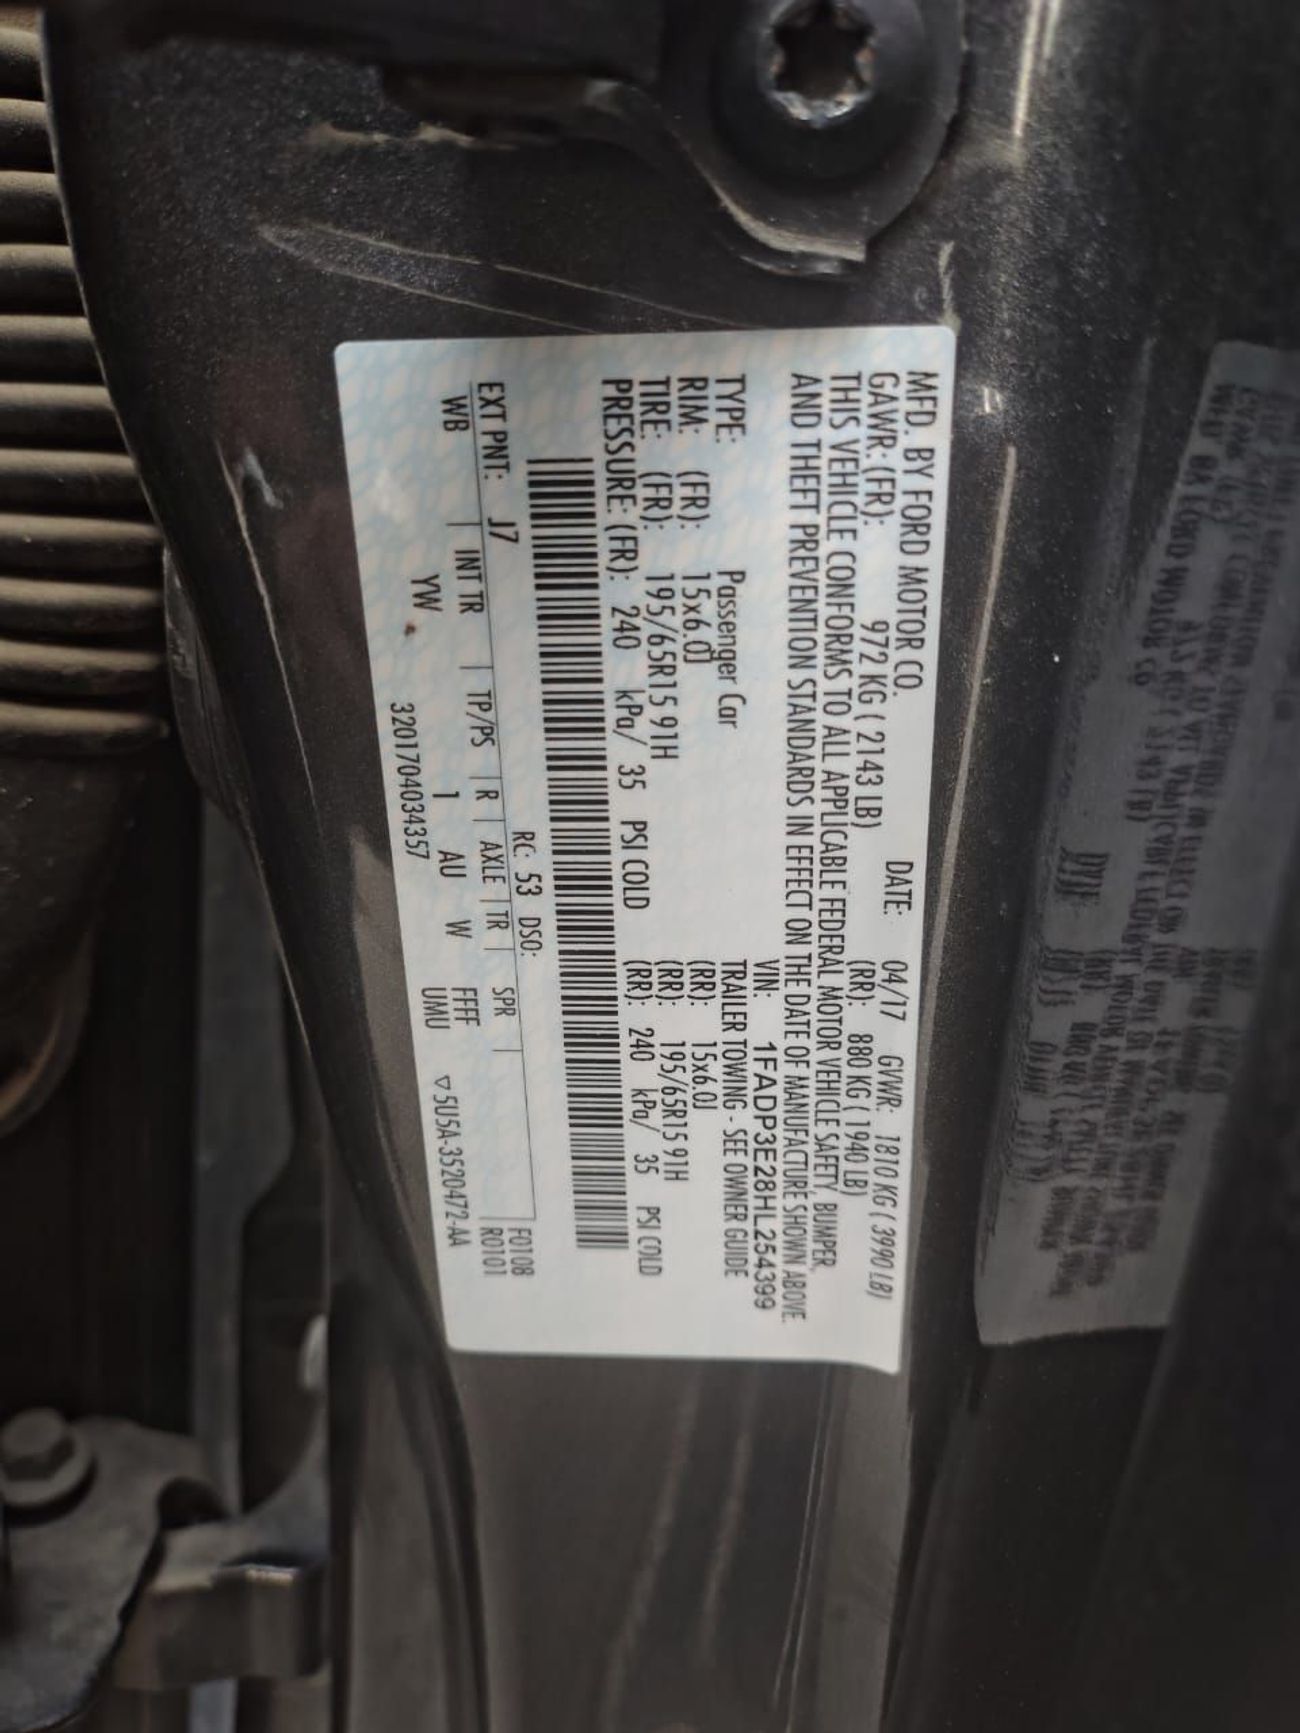 MFD. BY FORD MOTOR CO.
DATE: 04/17 GVWR: 1810 KG ( 3990 LB)
GAWR: (FR): 972 KG ( 2143 LB) (RR): 880 KG ( 1940 LB)
THIS VEHICLE CONFORMS TO ALL APPLICABLE FEDERAL MOTOR VEHICLE SAFETY, BUMPER,
AND THEFT PREVENTION STANDARDS IN EFFECT ON THE DATE OF MANUFACTURE SHOWN ABOVE.
VIN: 1FADP3E28HL254399
TYPE: Passenger Car TRAILER TOWING - SEE OWNER GUIDE
RIM: (FR): 15x6.0J (RR): 15x6.0J
TIRE: (FR): 195/65R15 91H (RR): 195/65R15 91H
PRESSURE: (FR): 240 kPa/ 35 PSI COLD (RR): 240 kPa/ 35 PSI COLD
F0108
EXT PNT: J7 RC: 53 DSO: R0101
WB INT TR TP/PS R AXLE TR SPR
YW 1 AU W FFFF ▽5U5A-3520472-AA
320170404357 UMU